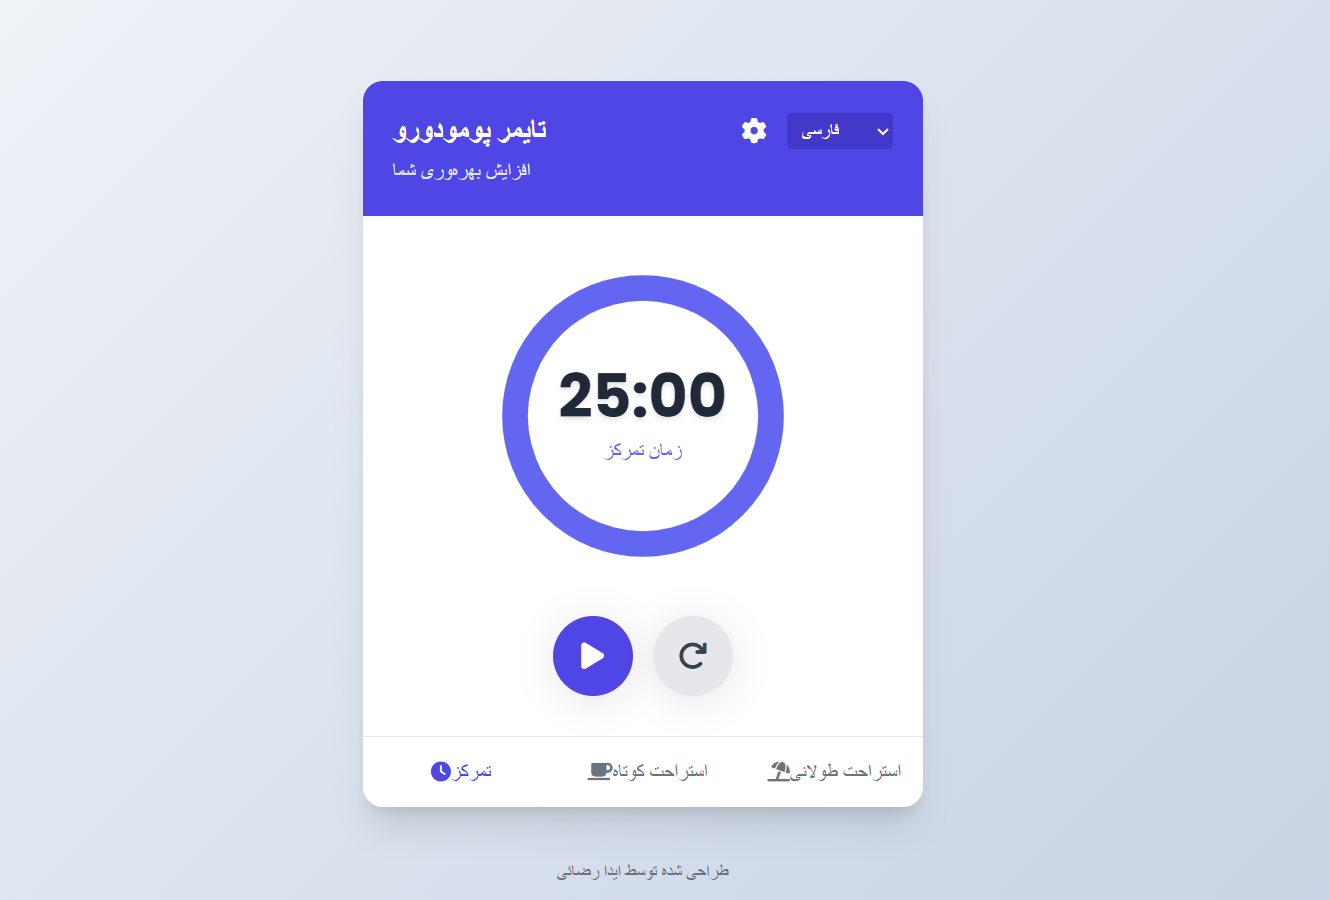 تایمر پومودورو
فارسی
افزایش بهره‌وری شما
25:00
زمان تمرکز
تمرکز
استراحت کوتاه
استراحت طولانی
طراحی شده توسط ایدا رضائی